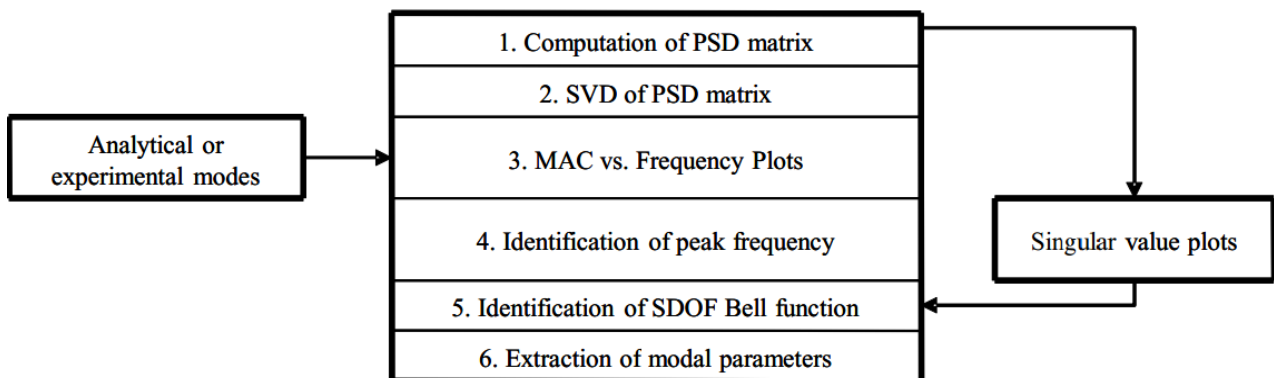 1. Computation of PSD matrix
2. SVD of PSD matrix
Analytical or
experimental modes
3. MAC vs. Frequency Plots
4. Identification of peak frequency
Singular value plots
5. Identification of SDOF Bell function
6. Extraction of modal parameters